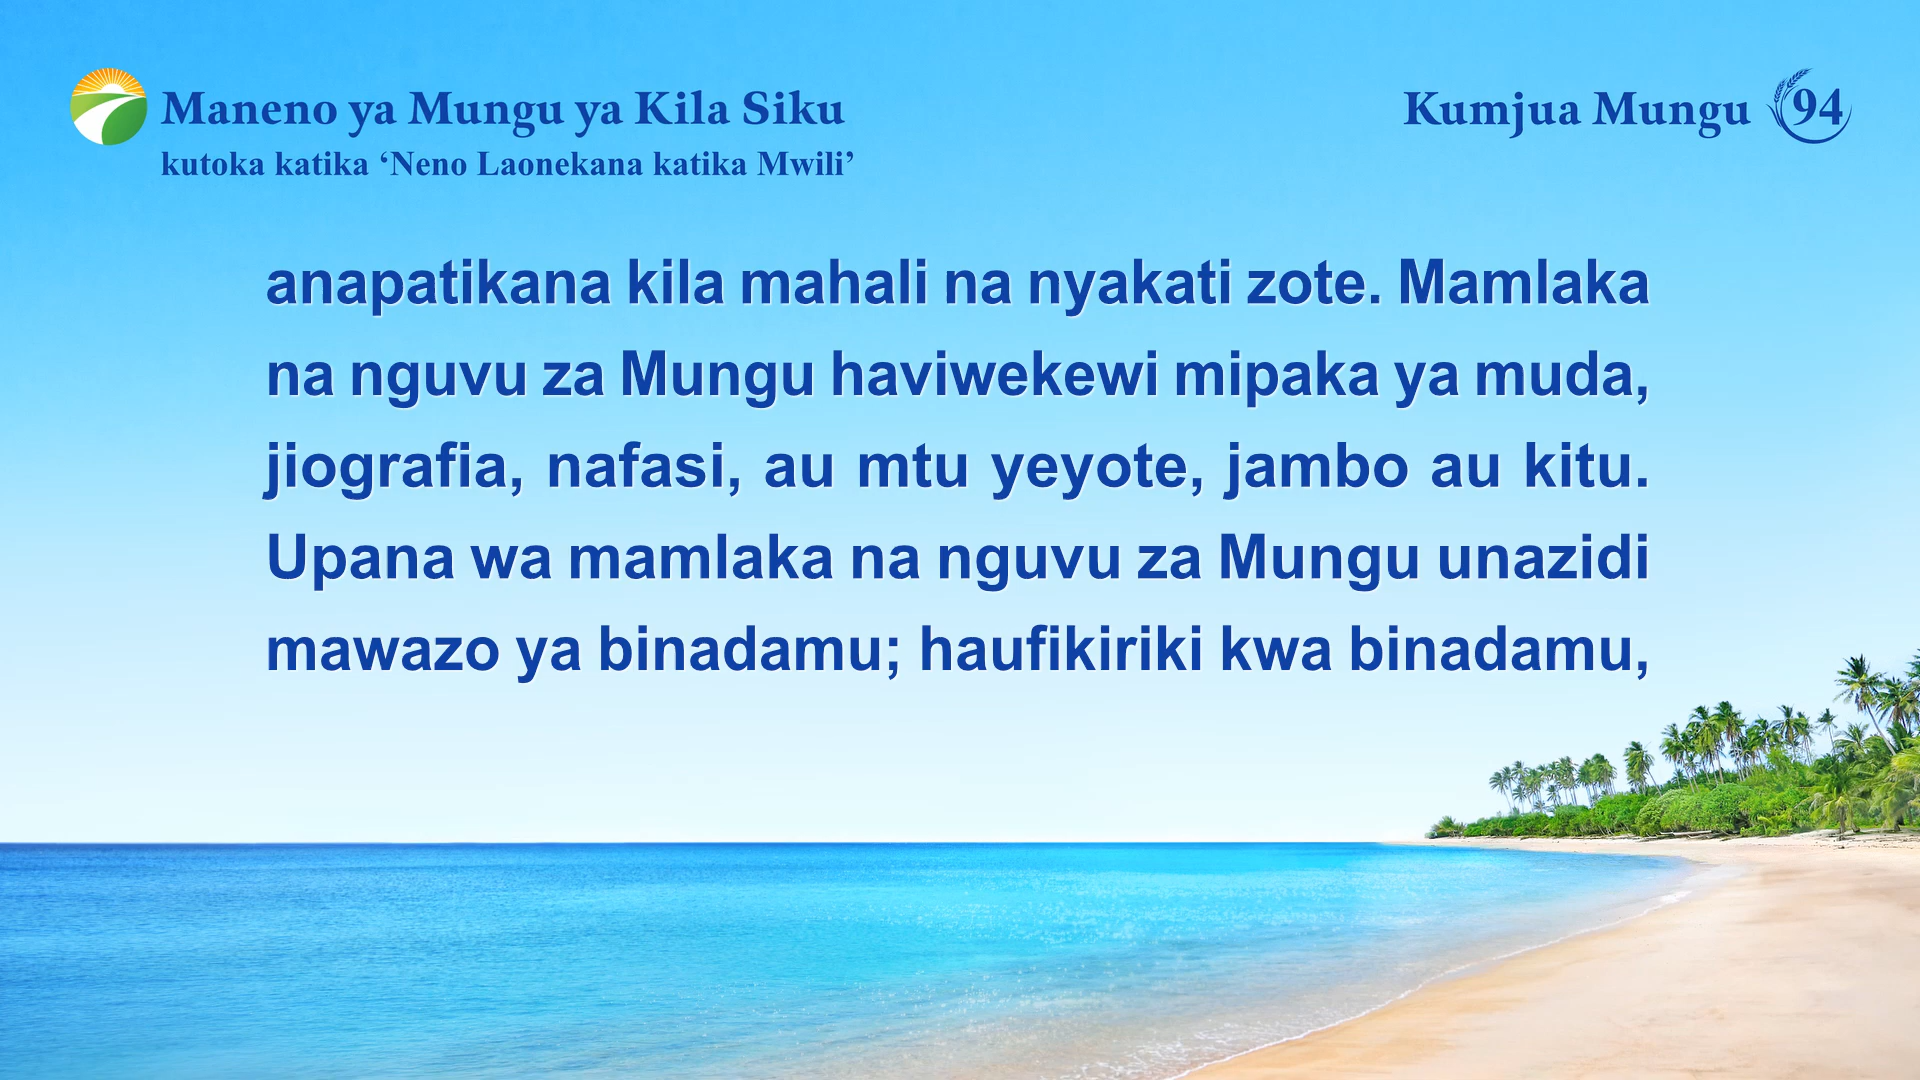 Maneno ya Mungu ya Kila Siku
kutoka katika ‘Neno Laonekana katika Mwili’
Kumjua Mungu 94
anapatikana kila mahali na nyakati zote. Mamlaka
na nguvu za Mungu haviwekewi mipaka ya muda,
jiografia, nafasi, au mtu yeyote, jambo au kitu.
Upana wa mamlaka na nguvu za Mungu unazidi
mawazo ya binadamu; haufikiriki kwa binadamu,